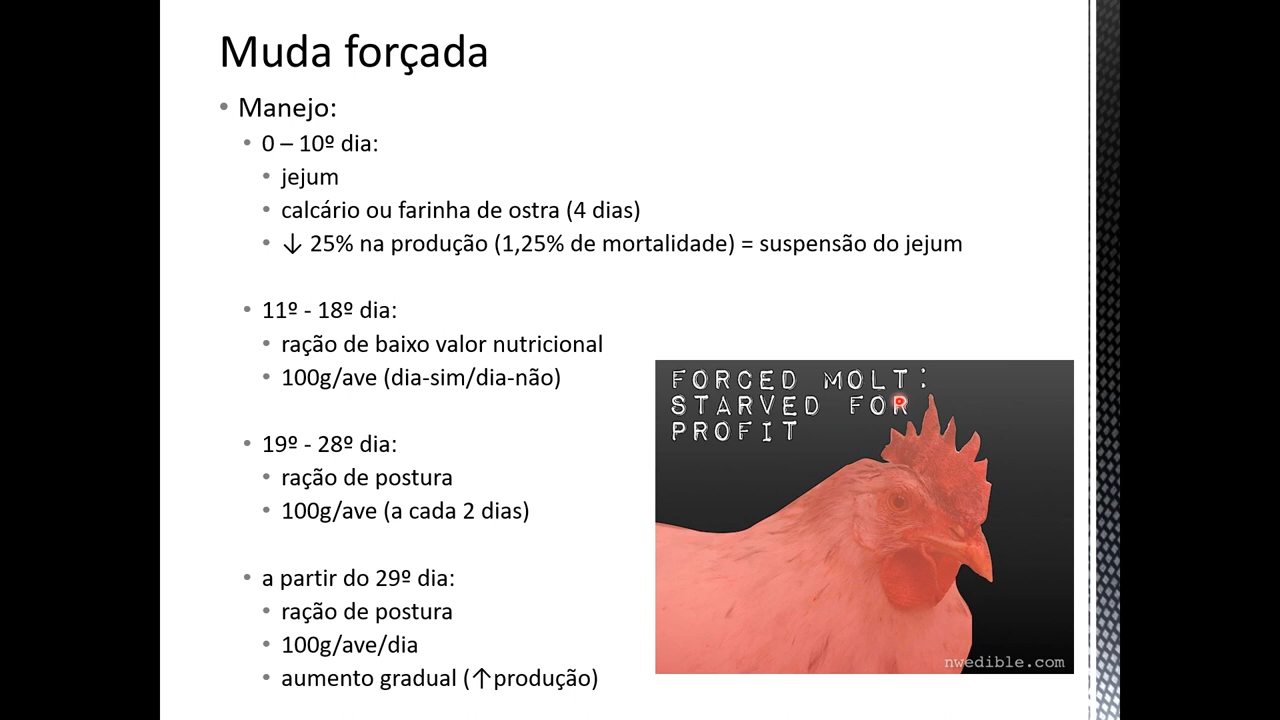 Muda forçada
• Manejo:
• 0 – 10º dia:
• jejum
• calcário ou farinha de ostra (4 dias)
• ↓ 25% na produção (1,25% de mortalidade) = suspensão do jejum
• 11º - 18º dia:
• ração de baixo valor nutricional
• 100g/ave (dia-sim/dia-não)
• 19º - 28º dia:
• ração de postura
• 100g/ave (a cada 2 dias)
• a partir do 29º dia:
• ração de postura
• 100g/ave/dia
• aumento gradual (↑produção)
FORCED MOLT:
STARVED FOR
PROFIT
nwedible.com